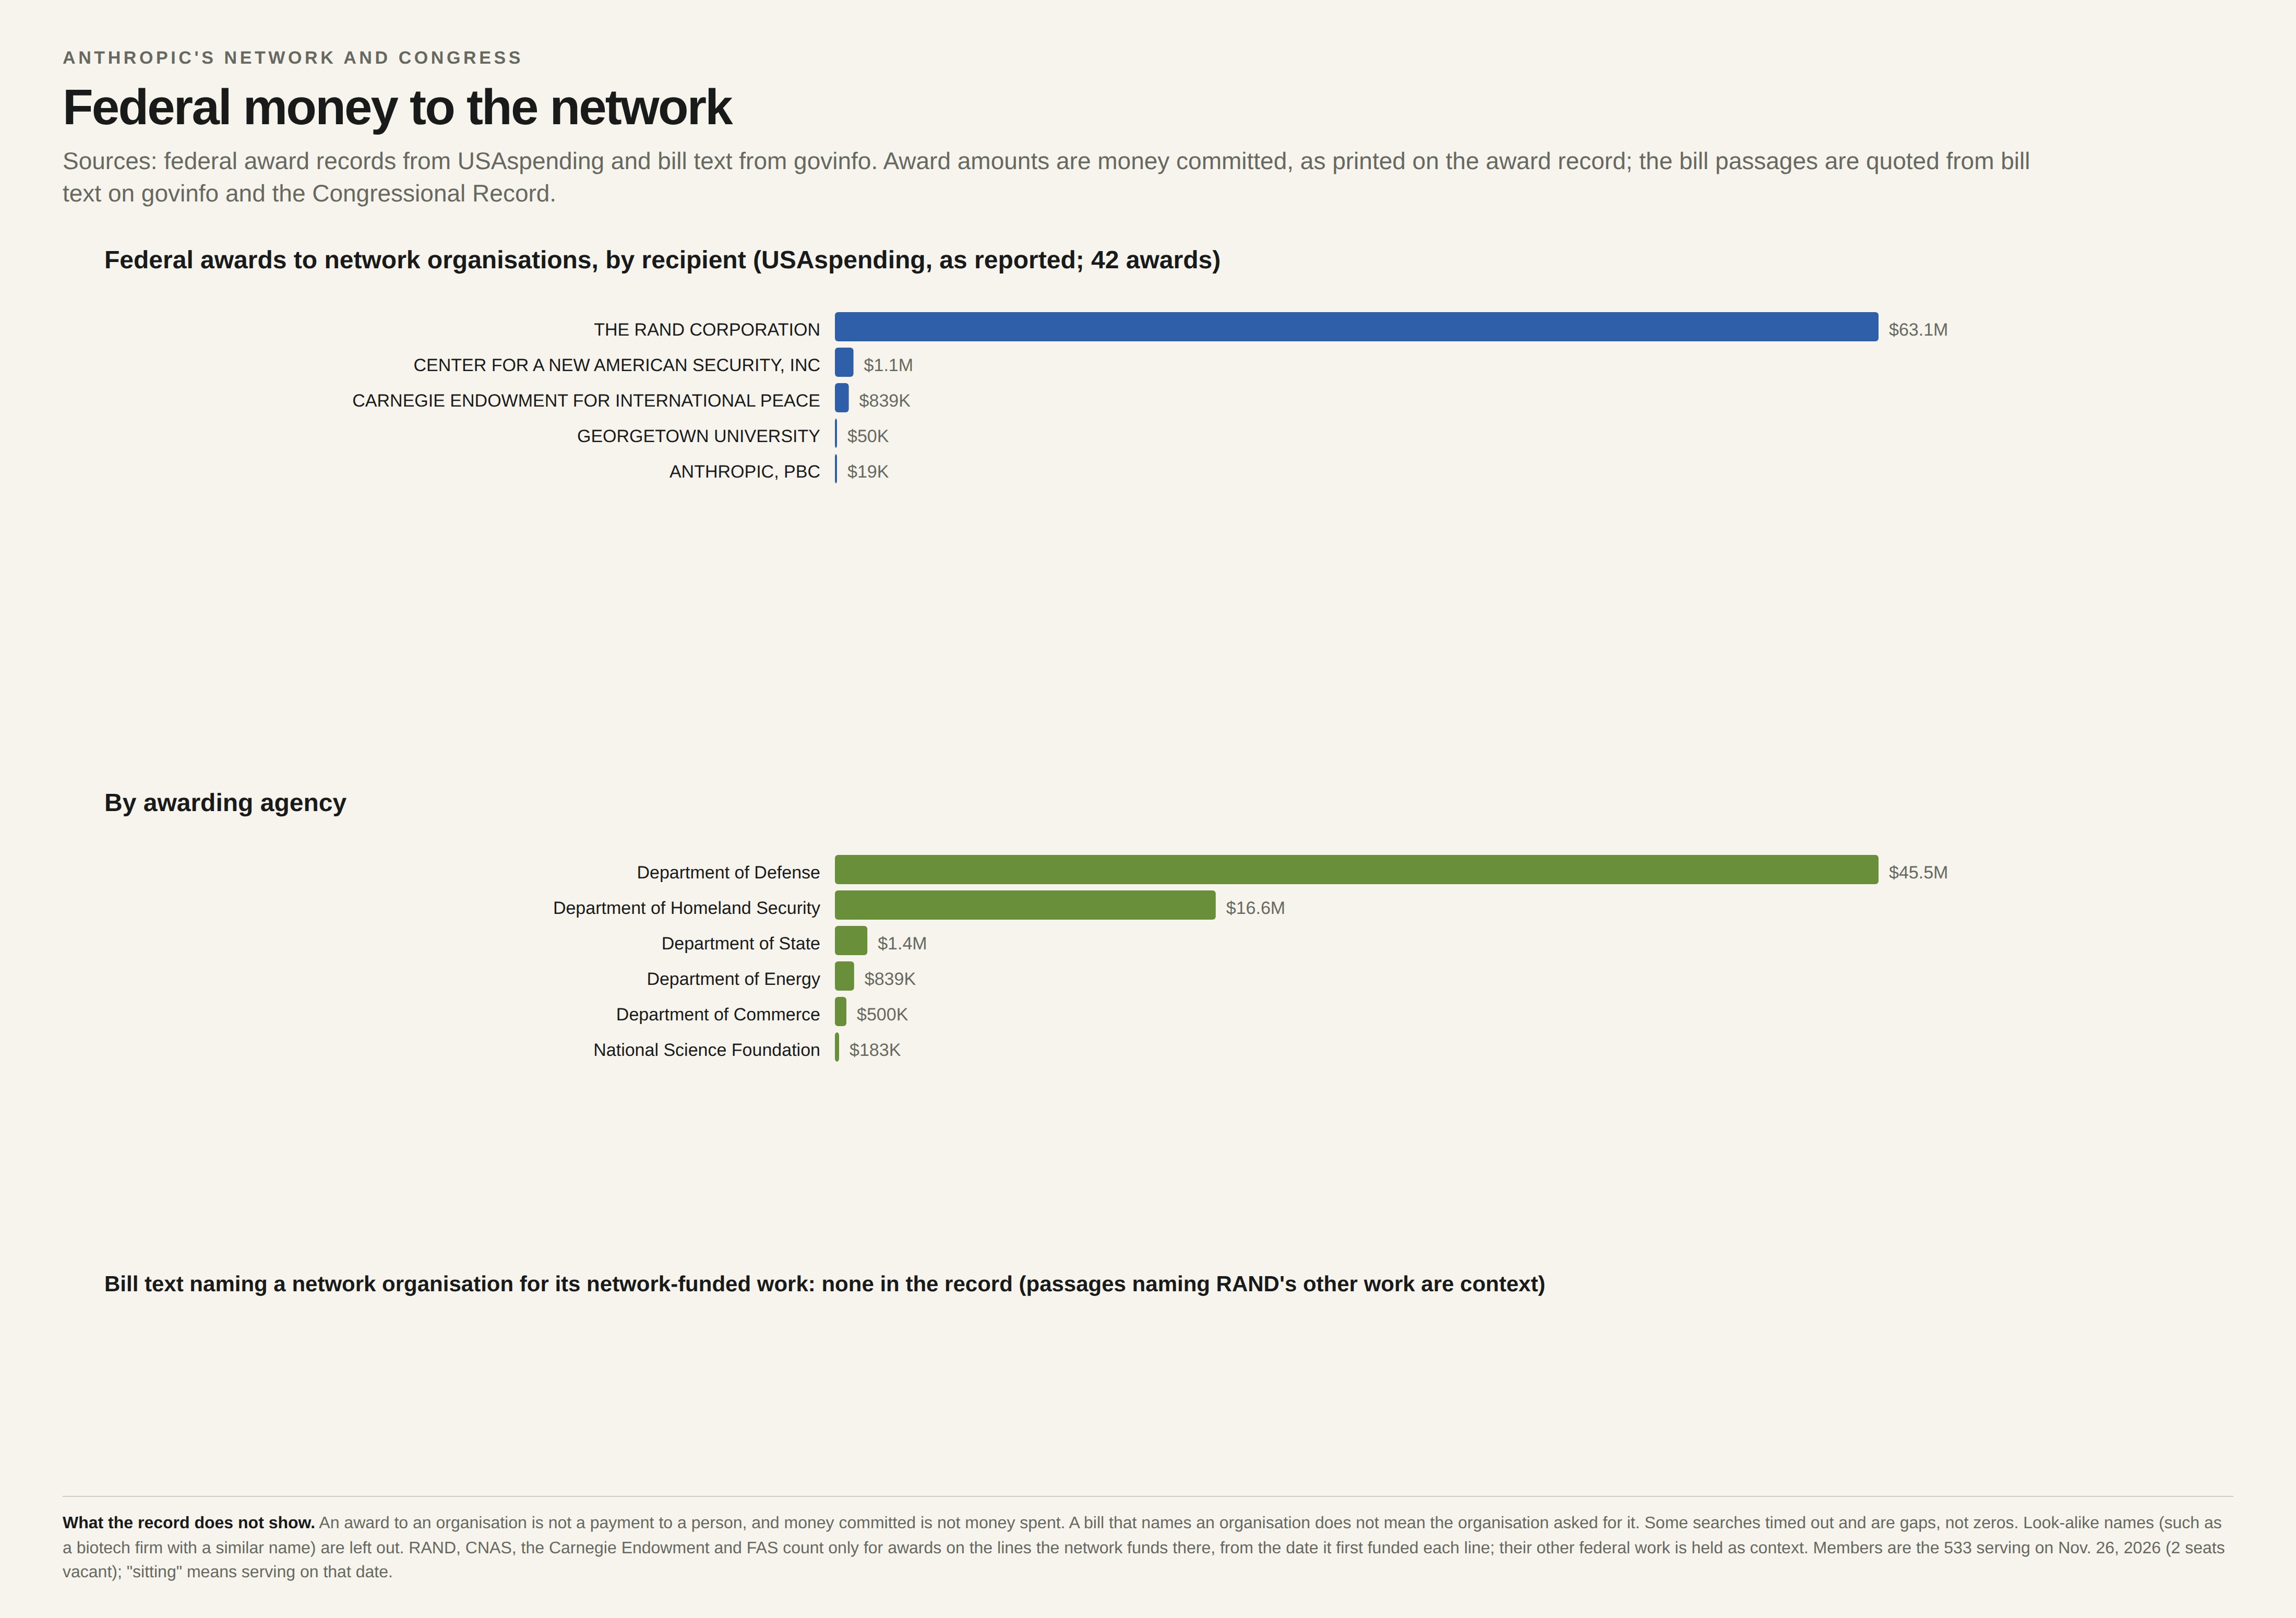 ANTHROPIC'S NETWORK AND CONGRESS
Federal money to the network
Sources: federal award records from USAspending and bill text from govinfo. Award amounts are money committed, as printed on the award record; the bill passages are quoted from bill
text on govinfo and the Congressional Record.
Federal awards to network organisations, by recipient (USAspending, as reported; 42 awards)
THE RAND CORPORATION $63.1M
CENTER FOR A NEW AMERICAN SECURITY, INC $1.1M
CARNEGIE ENDOWMENT FOR INTERNATIONAL PEACE $839K
GEORGETOWN UNIVERSITY $50K
ANTHROPIC, PBC $19K
By awarding agency
Department of Defense $45.5M
Department of Homeland Security $16.6M
Department of State $1.4M
Department of Energy $839K
Department of Commerce $500K
National Science Foundation $183K
Bill text naming a network organisation for its network-funded work: none in the record (passages naming RAND's other work are context)
What the record does not show. An award to an organisation is not a payment to a person, and money committed is not money spent. A bill that names an organisation does not mean the organisation asked for it. Some searches timed out and are gaps, not zeros. Look-alike names (such as
a biotech firm with a similar name) are left out. RAND, CNAS, the Carnegie Endowment and FAS count only for awards on the lines the network funds there, from the date it first funded each line; their other federal work is held as context. Members are the 533 serving on Nov. 26, 2026 (2 seats
vacant); "sitting" means serving on that date.